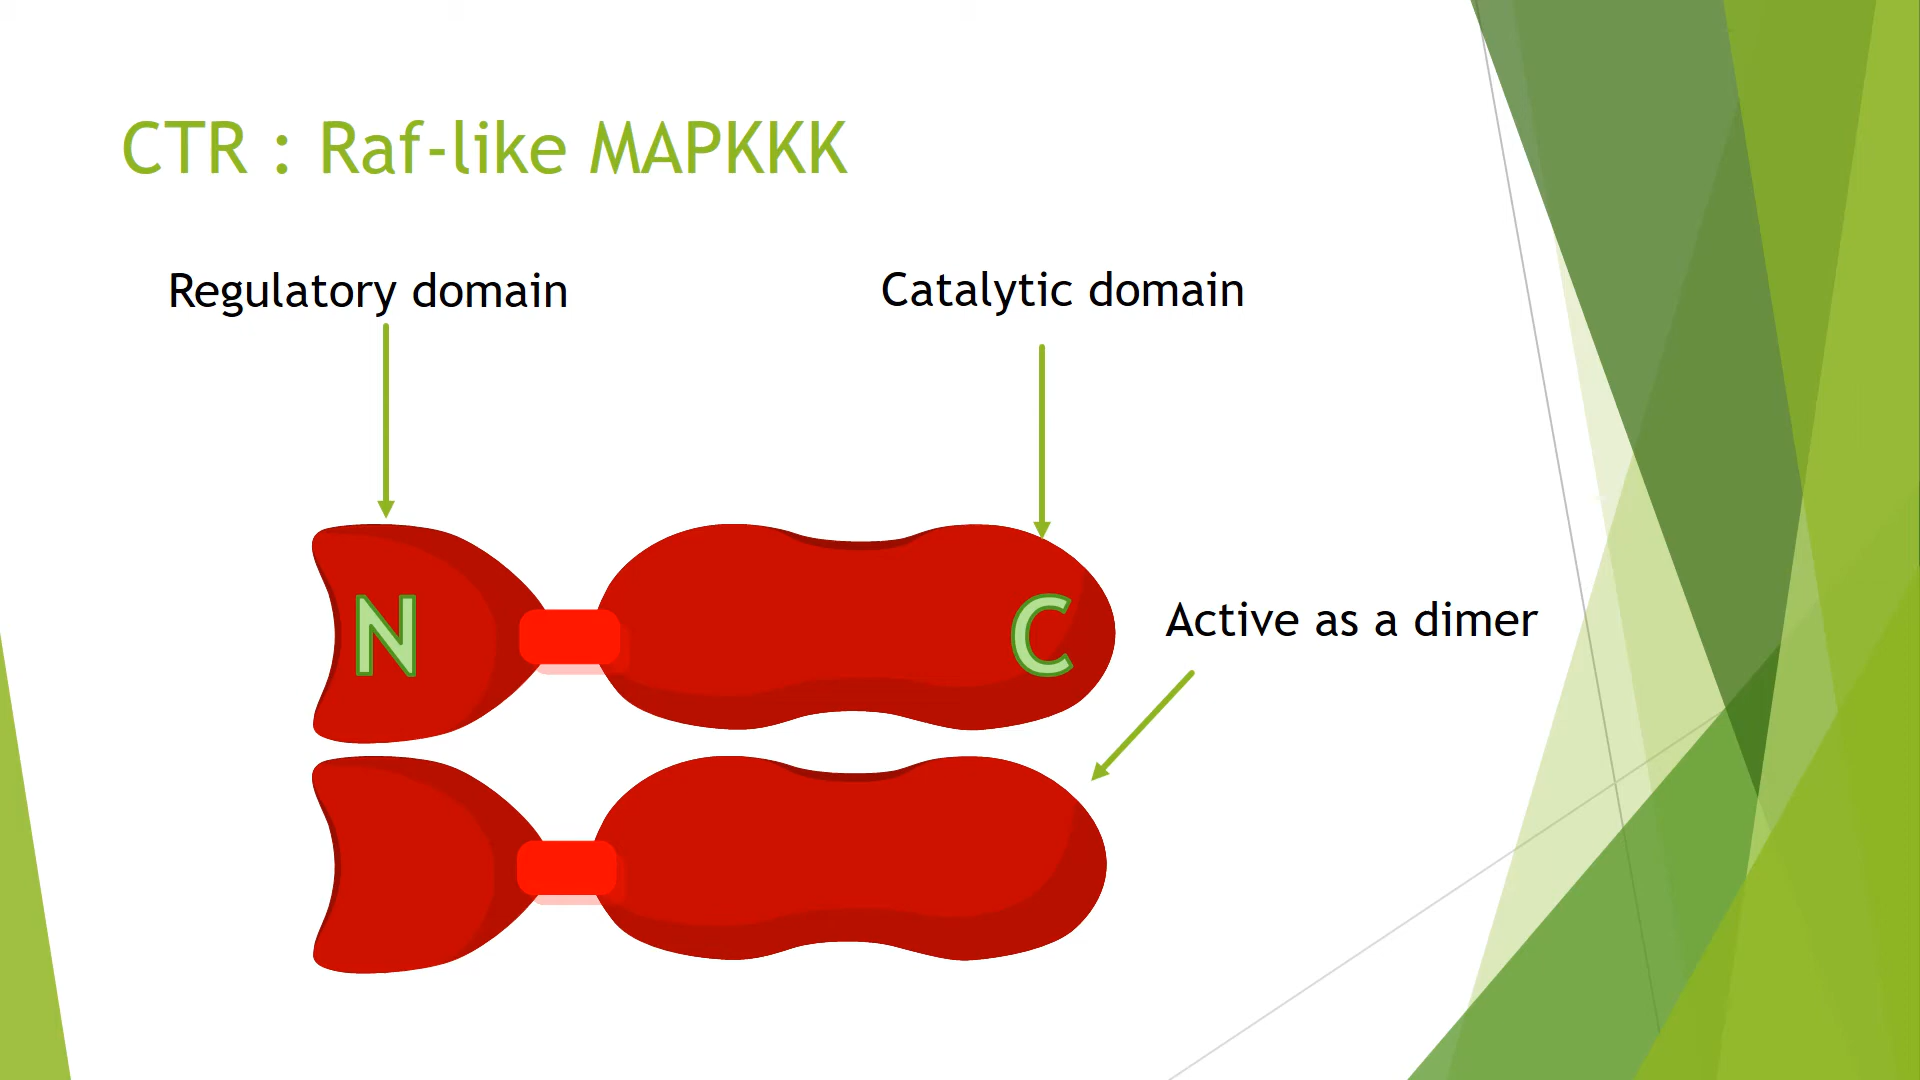 CTR : Raf-like MAPKKK
Regulatory domain
Catalytic domain
N
C
Active as a dimer